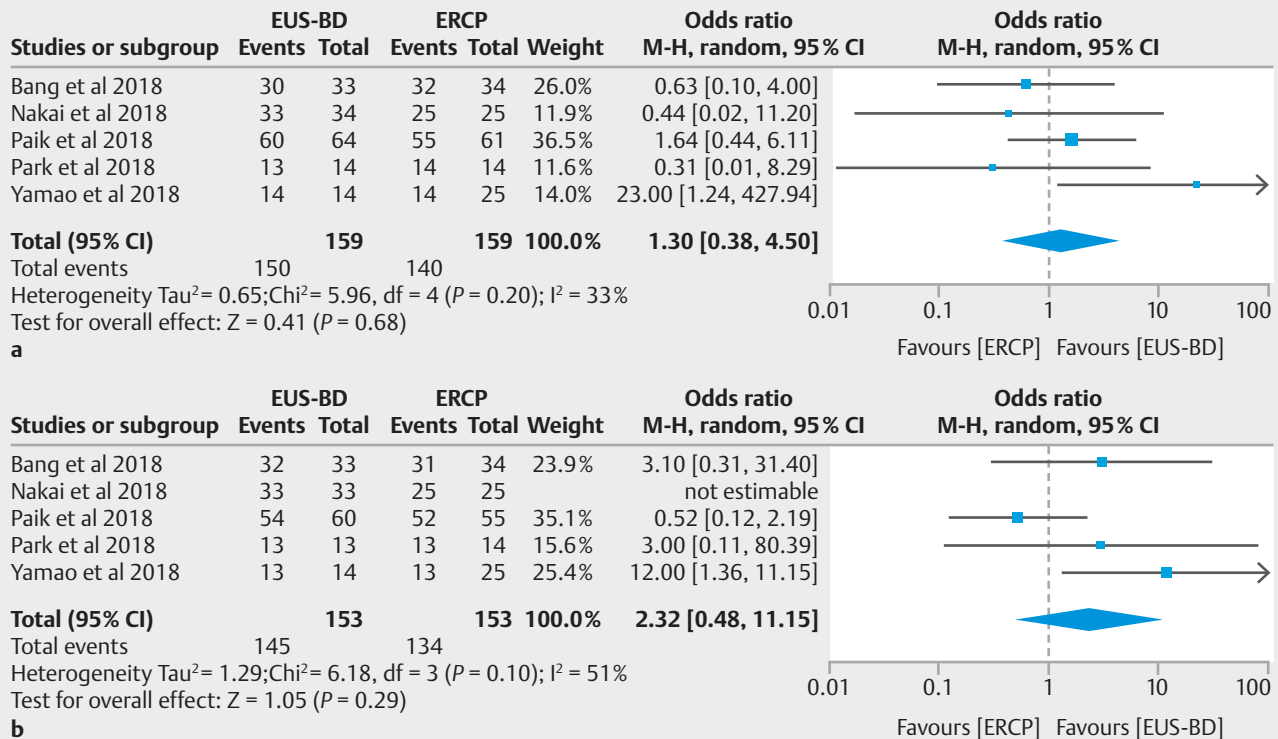 EUS-BD ERCP Odds ratio Odds ratio
Studies or subgroup Events Total Events Total Weight M-H, random, 95 % CI M-H, random, 95 % CI
Bang et al 2018 30 33 32 34 26.0 % 0.63 [0.10, 4.00]
Nakai et al 2018 33 34 25 25 11.9 % 0.44 [0.02, 11.20]
Paik et al 2018 60 64 55 61 36.5 % 1.64 [0.44, 6.11]
Park et al 2018 13 14 14 14 11.6 % 0.31 [0.01, 8.29]
Yamao et al 2018 14 14 14 25 14.0 % 23.00 [1.24, 427.94]
Total (95 % CI) 159 159 100.0 % 1.30 [0.38, 4.50]
Total events 150 140
Heterogeneity Tau² = 0.65;Chi² = 5.96, df = 4 (P = 0.20); I² = 33 %
Test for overall effect: Z = 0.41 (P = 0.68)
0.01 0.1 1 10 100
Favours [ERCP] Favours [EUS-BD]
a
EUS-BD ERCP Odds ratio Odds ratio
Studies or subgroup Events Total Events Total Weight M-H, random, 95 % CI M-H, random, 95 % CI
Bang et al 2018 32 33 31 34 23.9 % 3.10 [0.31, 31.40]
Nakai et al 2018 33 33 25 25 not estimable
Paik et al 2018 54 60 52 55 35.1 % 0.52 [0.12, 2.19]
Park et al 2018 13 13 13 14 15.6 % 3.00 [0.11, 80.39]
Yamao et al 2018 13 14 13 25 25.4 % 12.00 [1.36, 11.15]
Total (95 % CI) 153 153 100.0 % 2.32 [0.48, 11.15]
Total events 145 134
Heterogeneity Tau² = 1.29;Chi² = 6.18, df = 3 (P = 0.10); I² = 51 %
Test for overall effect: Z = 1.05 (P = 0.29)
0.01 0.1 1 10 100
Favours [ERCP] Favours [EUS-BD]
b